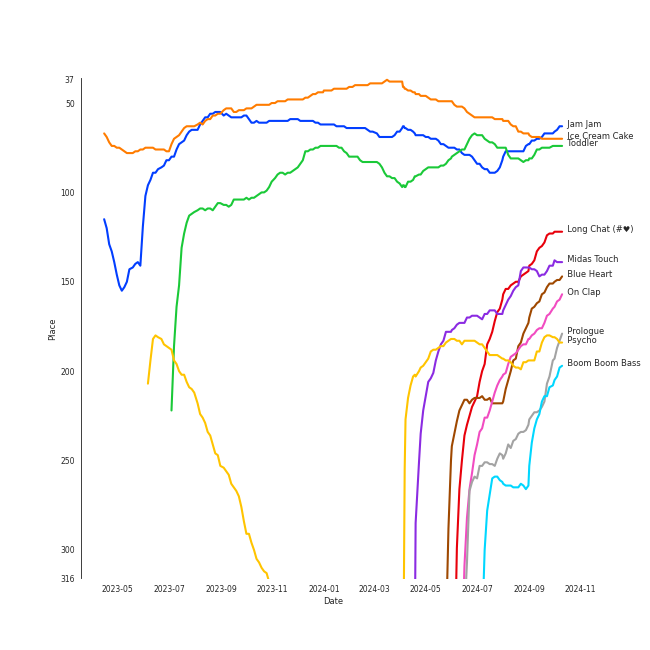 37
50
100
150
200
250
300
316
Place
2023-05
2023-07
2023-09
2023-11
2024-01
2024-03
2024-05
2024-07
2024-09
2024-11
Date
Jam Jam
Ice Cream Cake
Toddler
Long Chat (#♥)
Midas Touch
Blue Heart
On Clap
Prologue
Psycho
Boom Boom Bass